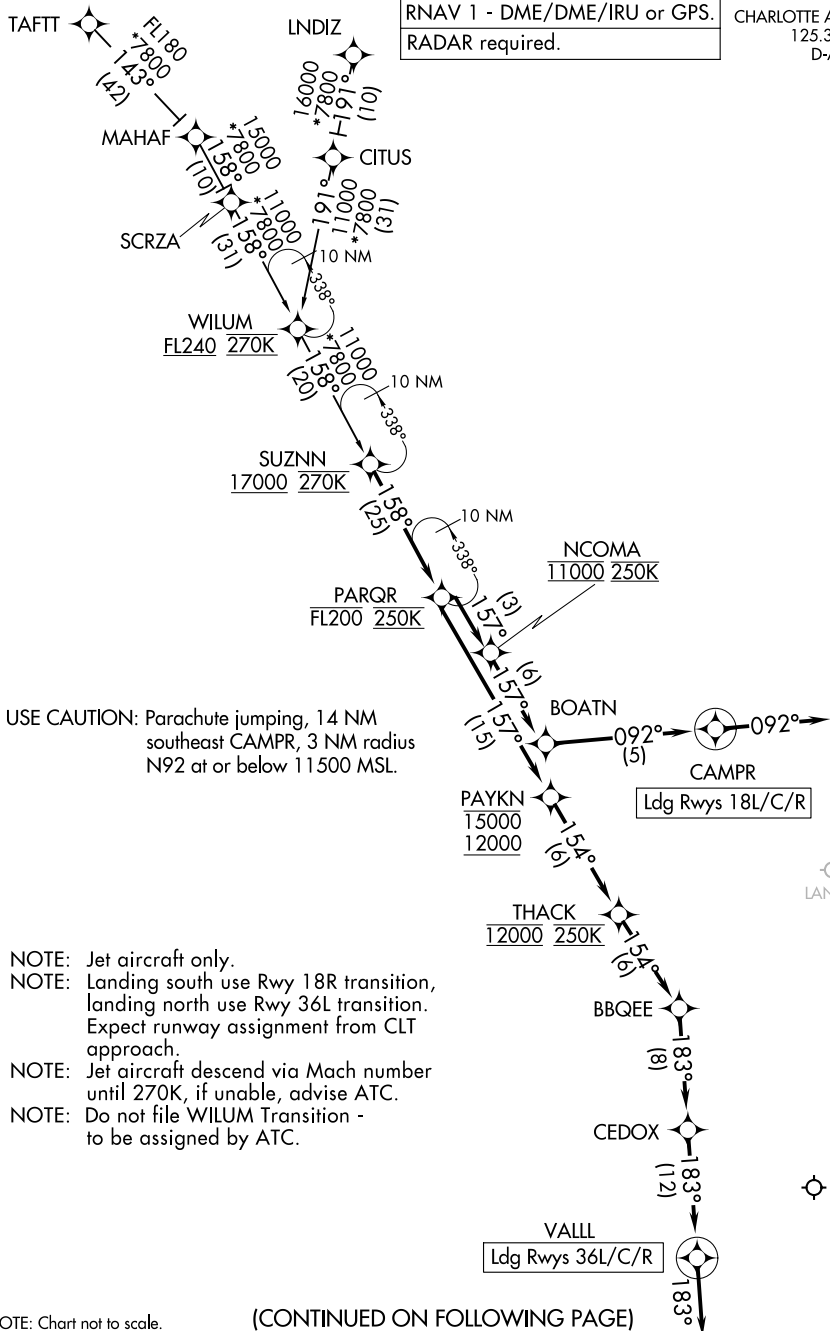 RNAV 1 - DME/DME/IRU or GPS.
RADAR required.
CHARLOTTE A
125.3
D-A
TAFTT
FL180
*7800
143°
(42)
LNDIZ
16000
*7800
191°
(10)
MAHAF
15000
*7800
158°
(10)
CITUS
191°
11000
*7800
(31)
SCRZA
11000
*7800
158°
(31)
10 NM
338°
WILUM
FL240 270K
11000
*7800
158°
(20)
10 NM
338°
SUZNN
17000 270K
158°
(25)
10 NM
338°
NCOMA
11000 250K
PARQR
FL200 250K
(3)
157°
(6)
157°
157°
(15)
USE CAUTION: Parachute jumping, 14 NM
southeast CAMPR, 3 NM radius
N92 at or below 11500 MSL.
BOATN
092°
(5)
092°
CAMPR
Ldg Rwys 18L/C/R
PAYKN
15000
12000
154°
(6)
LAN
THACK
12000 250K
154°
(6)
NOTE: Jet aircraft only.
NOTE: Landing south use Rwy 18R transition,
landing north use Rwy 36L transition.
Expect runway assignment from CLT
approach.
NOTE: Jet aircraft descend via Mach number
until 270K, if unable, advise ATC.
NOTE: Do not file WILUM Transition -
to be assigned by ATC.
BBQEE
183°
(8)
CEDOX
183°
(12)
VALLL
Ldg Rwys 36L/C/R
183°
OTE: Chart not to scale.
(CONTINUED ON FOLLOWING PAGE)